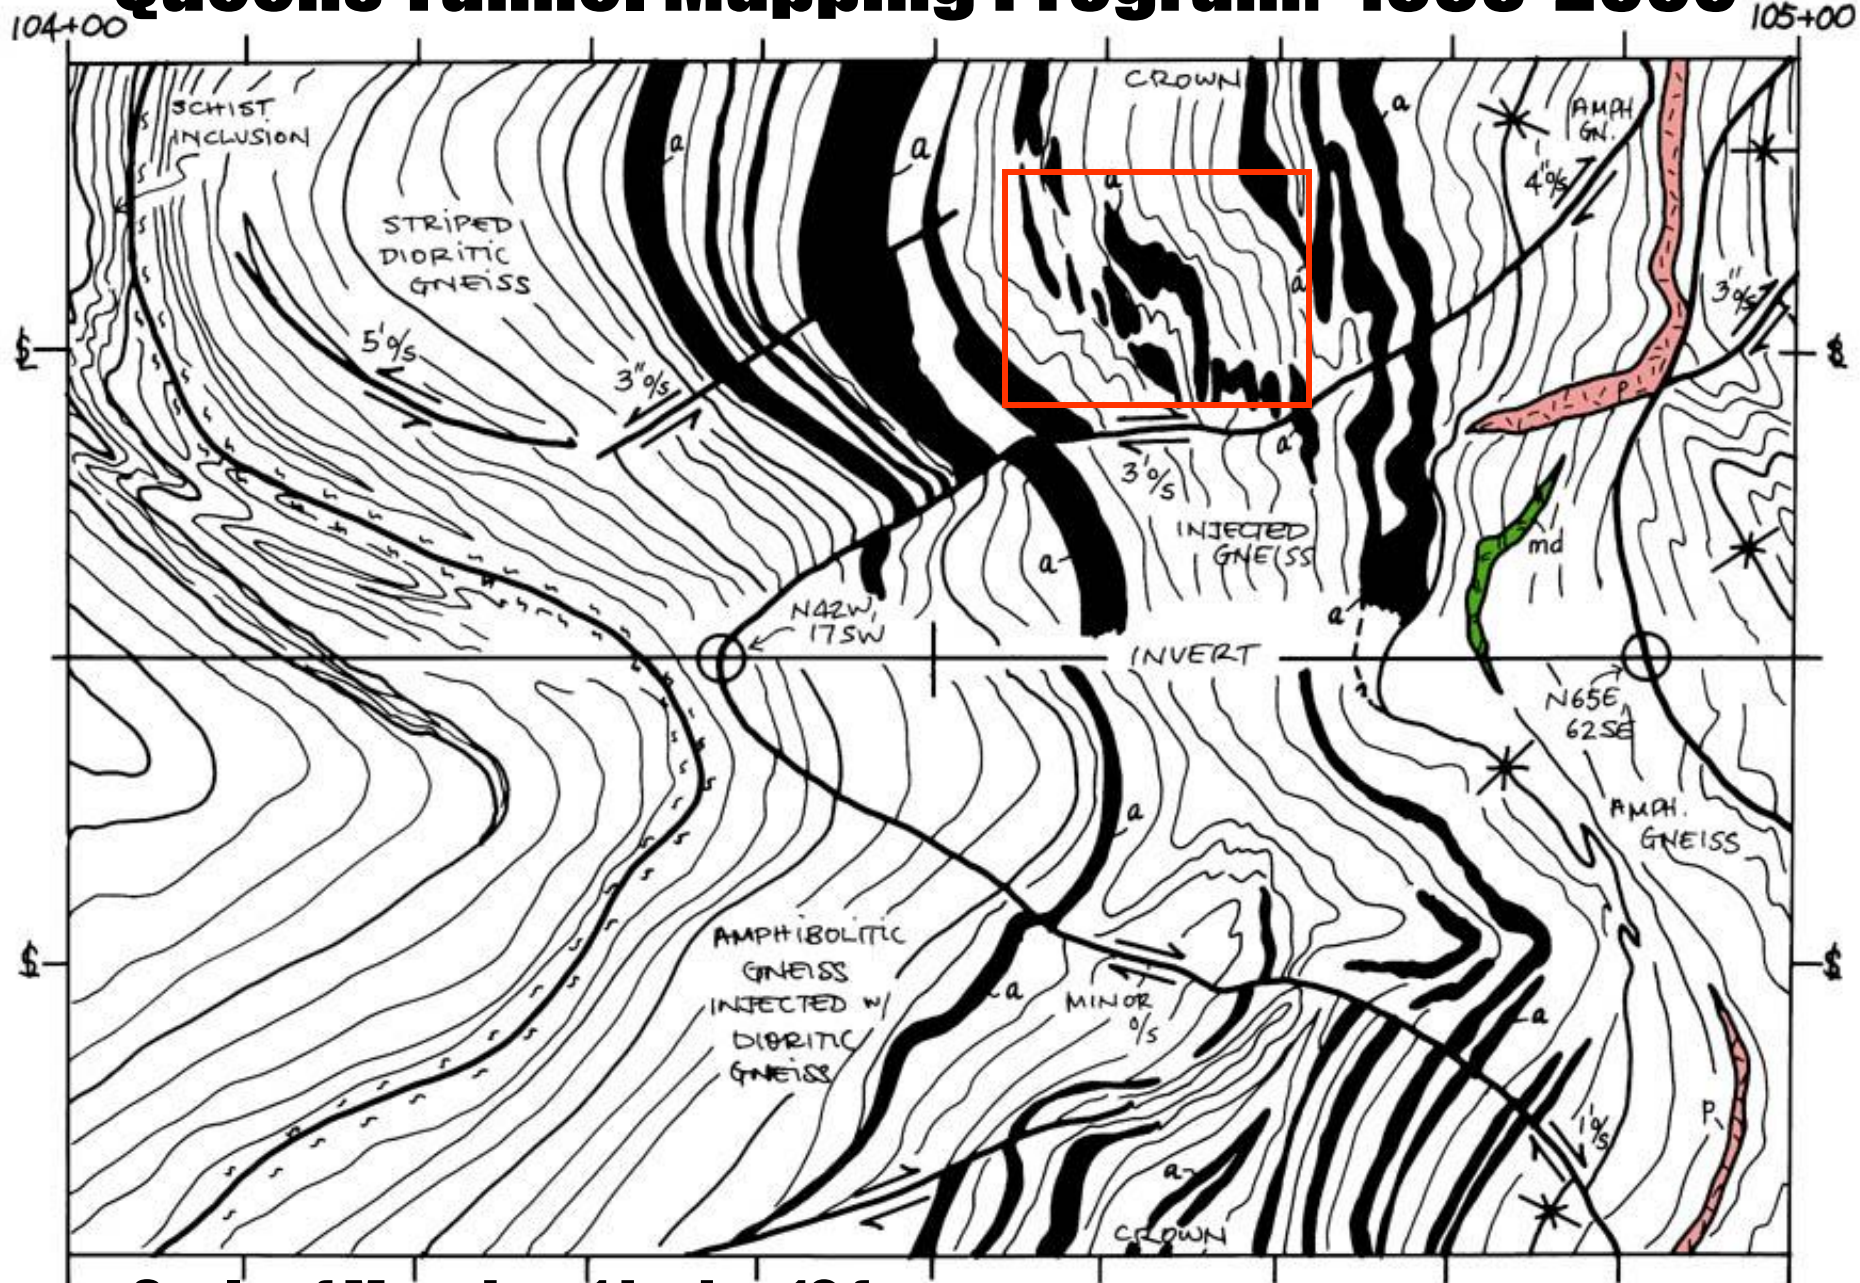 104+00
105+00
CROWN
SCHIST
INCLUSION
a
a
a
AMPH
GN.
4" o/s
a
STRIPED
DIORITIC
GNEISS
a
3" o/s
5' o/s
3" o/s
P
a
3' o/s
INJECTED
GNEISS
md
a
N42W,
17SW
a
INVERT
N65E,
62SE
a
AMPH.
GNEISS
AMPHIBOLITIC
GNEISS
INJECTED W/
DIORITIC
GNEISS
a
MINOR
o/s
a
P
1' o/s
a
CROWN